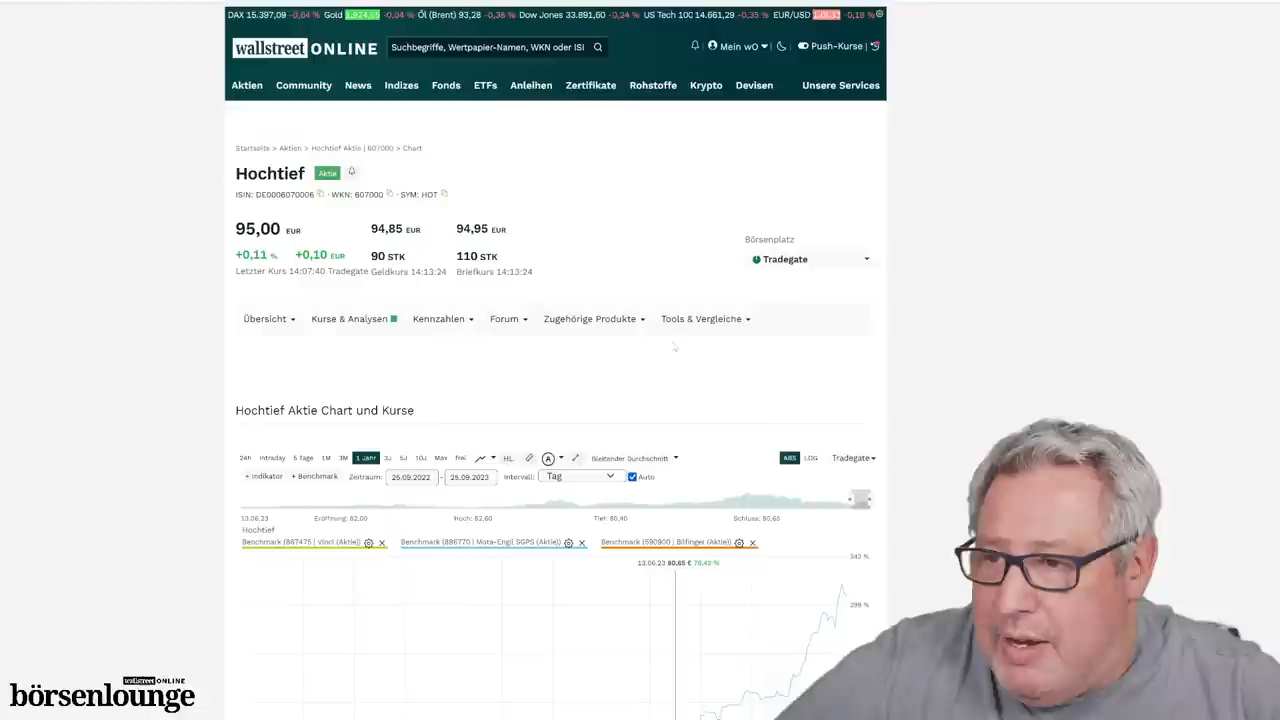 DAX 15.397,09 -0,64 % Gold 1.924,65 -0,04 % Öl (Brent) 93,28 -0,36 % Dow Jones 33.891,60 -0,24 % US Tech 100 14.661,29 -0,35 % EUR/USD -0,18 %
wallstreet ONLINE Suchbegriffe, Wertpapier-Namen, WKN oder ISI Mein wO Push-Kurse
Aktien Community News Indizes Fonds ETFs Anleihen Zertifikate Rohstoffe Krypto Devisen Unsere Services
Startseite > Aktien > Hochtief Aktie | 607000 > Chart
Hochtief Aktie
ISIN: DE0006070006 · WKN: 607000 · SYM: HOT
95,00 EUR 94,85 EUR 94,95 EUR
Börsenplatz
+0,11 % +0,10 EUR 90 STK 110 STK
Tradegate
Letzter Kurs 14:07:40 Tradegate Geldkurs 14:13:24 Briefkurs 14:13:24
Übersicht Kurse & Analysen Kennzahlen Forum Zugehörige Produkte Tools & Vergleiche
Hochtief Aktie Chart und Kurse
24h Intraday 5 Tage 1M 3M 1 Jahr 3J 5J 10J Max frei HL A Gleitender Durchschnitt ABS LOG Tradegate
+ Indikator + Benchmark Zeitraum: 25.09.2022 - 25.09.2023 Intervall: Tag Auto
13.06.23 Eröffnung: 82,00 Hoch: 82,60 Tief: 80,40 Schluss: 80,65
Hochtief
Benchmark (867475 | Vinci (Aktie)) Benchmark (896770 | Mota-Engil SGPS (Aktie)) Benchmark (590900 | Bilfinger (Aktie))
342 %
13.06.23 80,65 € 70,42 %
299 %
wallstreet ONLINE
börsenlounge